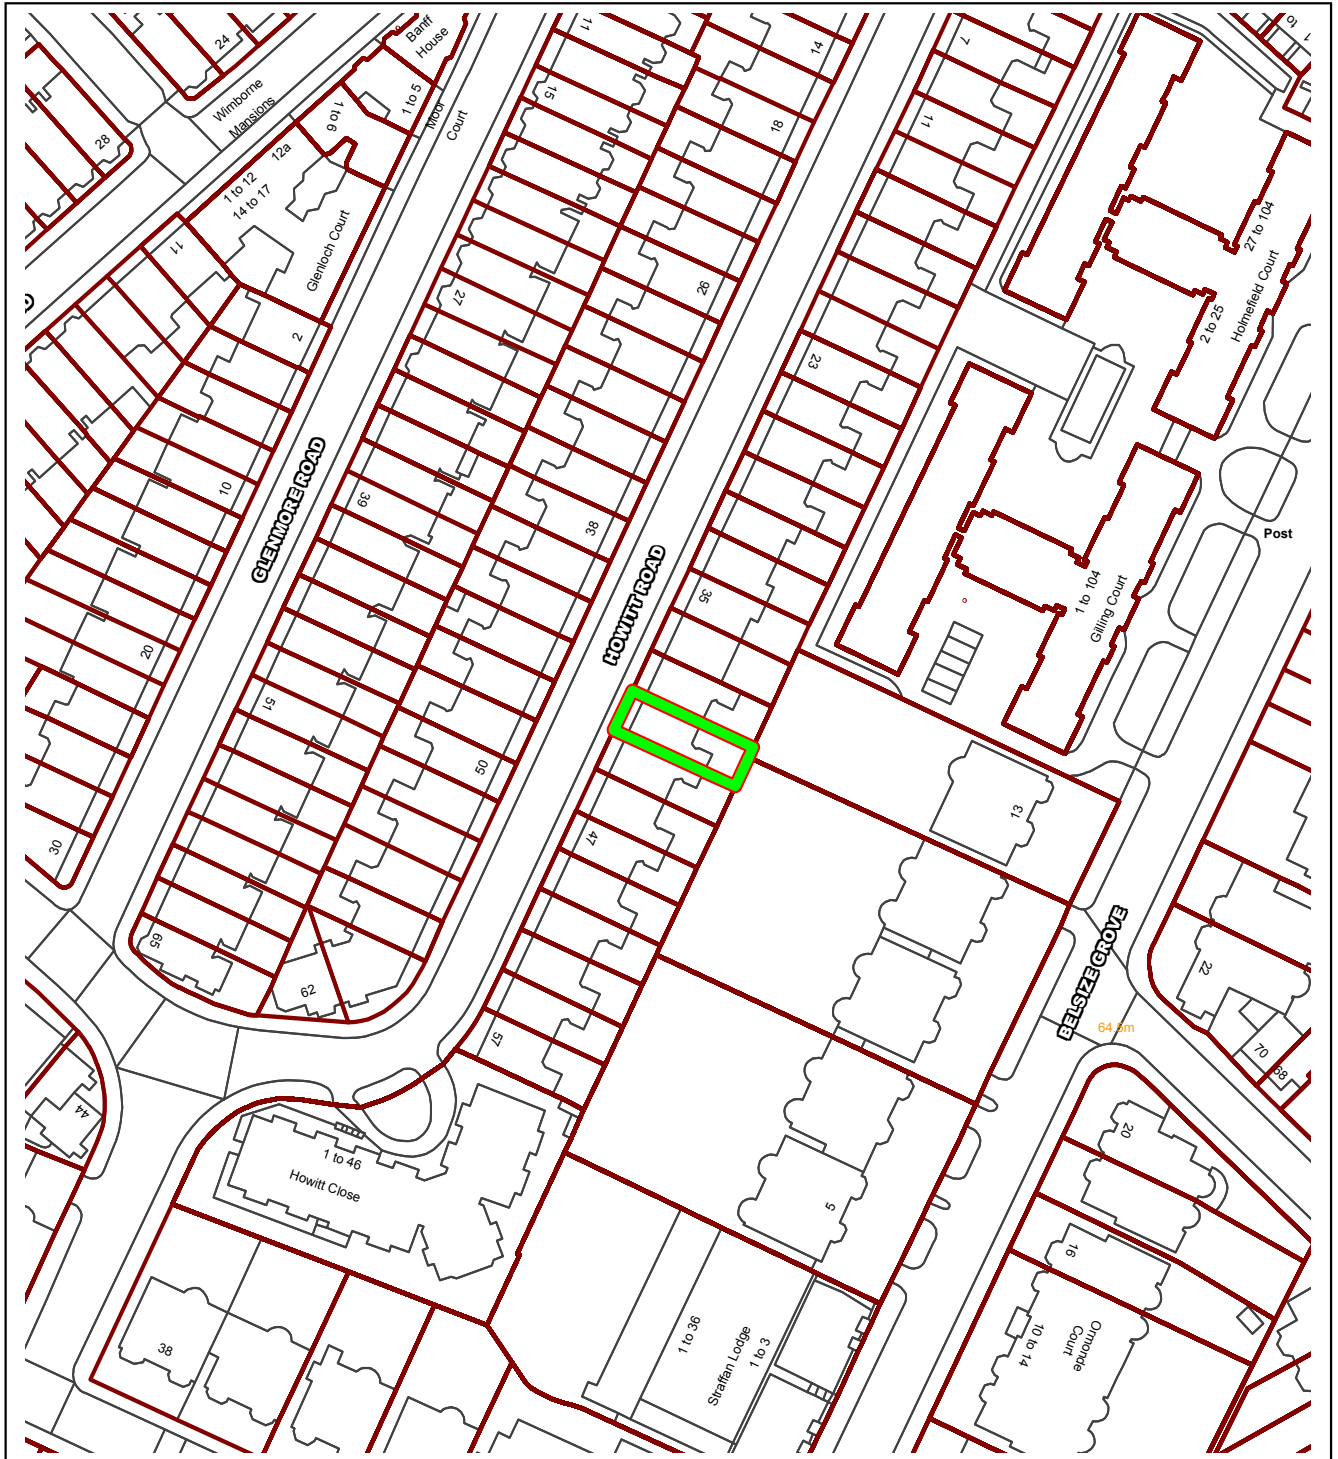 24
Banff
House
11
14
7
Wimborne
Mansions
28
1 to 6
1 to 5
Moor
Court
15
18
11
12a
1 to 12
14 to 17
11
Glenloch Court
27 to 104
Holmefield Court
2 to 25
27
26
2
23
10
GLENMORE ROAD
39
38
Post
HOWITT ROAD
35
1 to 104
Gilling Court
20
51
50
13
30
47
65
62
57
BELSIZE GROVE
64.5m
22
70
68
44
1 to 46
Howitt Close
20
5
16
38
1 to 36
Straffan Lodge
1 to 3
10 to 14
Ormonde
Court